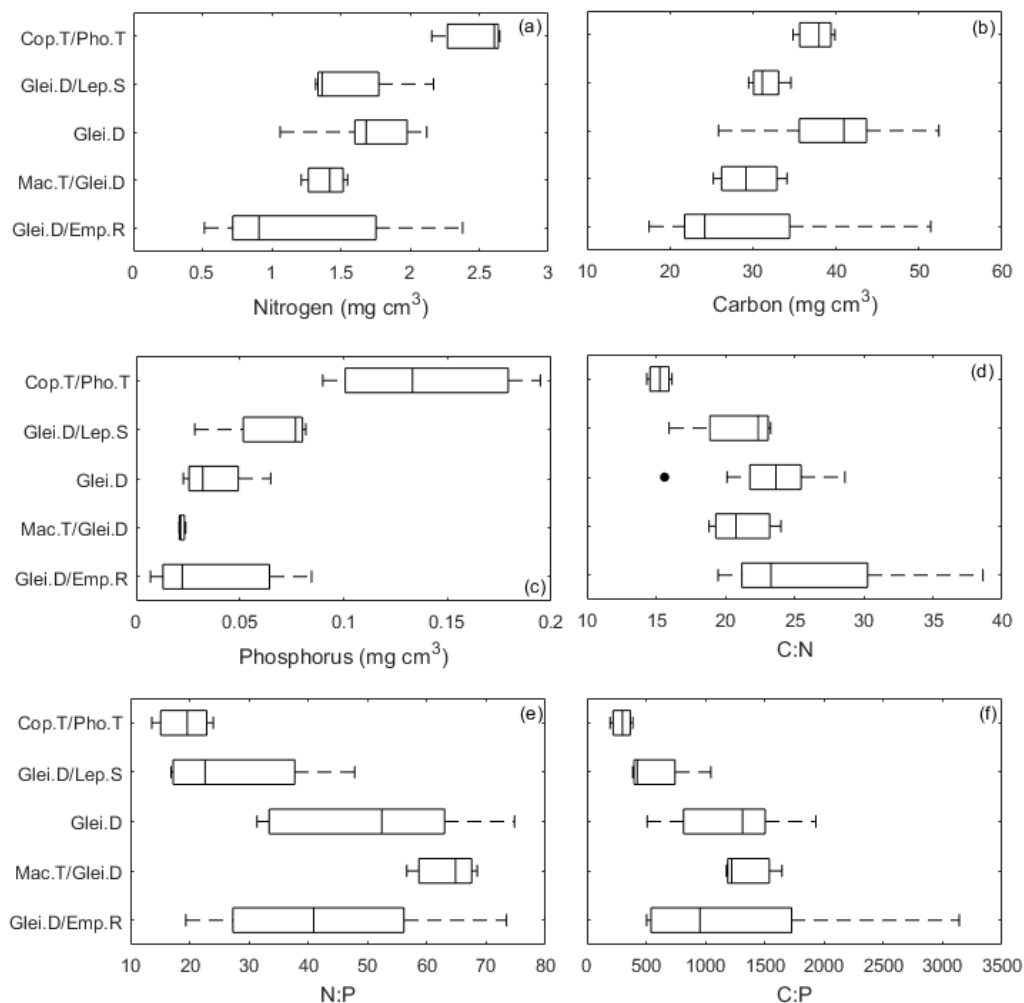 Cop.T/Pho.T
(a)
Glei.D/Lep.S
Glei.D
Mac.T/Glei.D
Glei.D/Emp.R
0 0.5 1 1.5 2 2.5 3
Nitrogen (mg cm3)
(b)
10 20 30 40 50 60
Carbon (mg cm3)
Cop.T/Pho.T
Glei.D/Lep.S
Glei.D
Mac.T/Glei.D
Glei.D/Emp.R
(c)
0 0.05 0.1 0.15 0.2
Phosphorus (mg cm3)
(d)
10 15 20 25 30 35 40
C:N
Cop.T/Pho.T
(e)
Glei.D/Lep.S
Glei.D
Mac.T/Glei.D
Glei.D/Emp.R
10 20 30 40 50 60 70 80
N:P
(f)
0 500 1000 1500 2000 2500 3000 3500
C:P